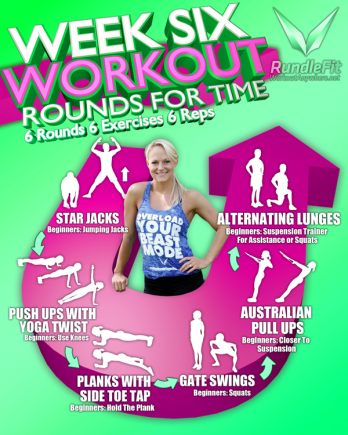 WEEK SIX
WORKOUT
ROUNDS FOR TIME
6 Rounds 6 Exercises 6 Reps
RundleFit
WorkoutAnywhere.net
OVERLOAD
YOUR
BEAST
MODE
STAR JACKS
Beginners: Jumping Jacks
PUSH UPS WITH
YOGA TWIST
Beginners: Use Knees
PLANKS WITH
SIDE TOE TAP
Beginners: Hold The Plank
GATE SWINGS
Beginners: Squats
AUSTRALIAN
PULL UPS
Beginners: Closer To
Suspension
ALTERNATING LUNGES
Beginners: Suspension Trainer
For Assistance or Squats